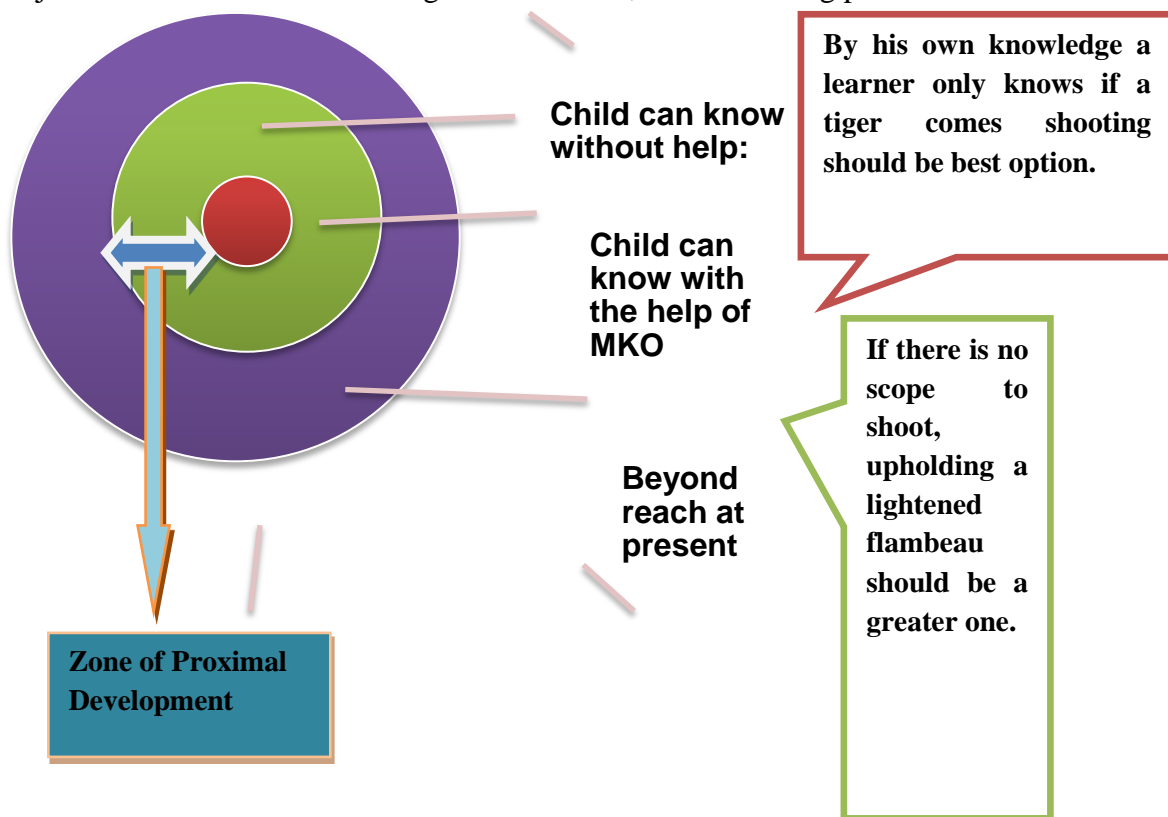 Child can know
without help:
By his own knowledge a
learner only knows if a
tiger comes shooting
should be best option.
Child can
know with
the help of
MKO
If there is no
scope to
shoot,
upholding a
lightened
flambeau
should be a
greater one.
Beyond
reach at
present
Zone of Proximal
Development